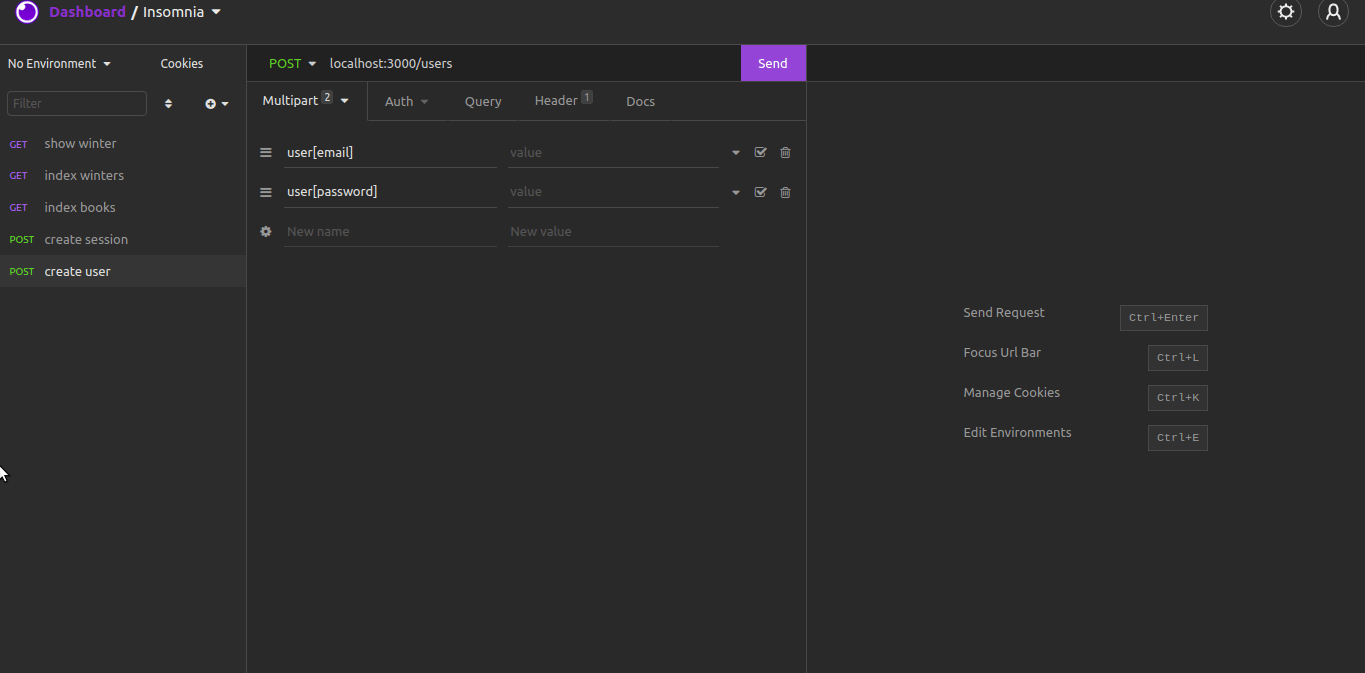 Dashboard / Insomnia
No Environment
Cookies
POST localhost:3000/users
Send
Filter
Multipart 2
Auth
Query
Header 1
Docs
GET show winter
GET index winters
GET index books
POST create session
POST create user
user[email] value
user[password] value
New name New value
Send Request Ctrl+Enter
Focus Url Bar Ctrl+L
Manage Cookies Ctrl+K
Edit Environments Ctrl+E